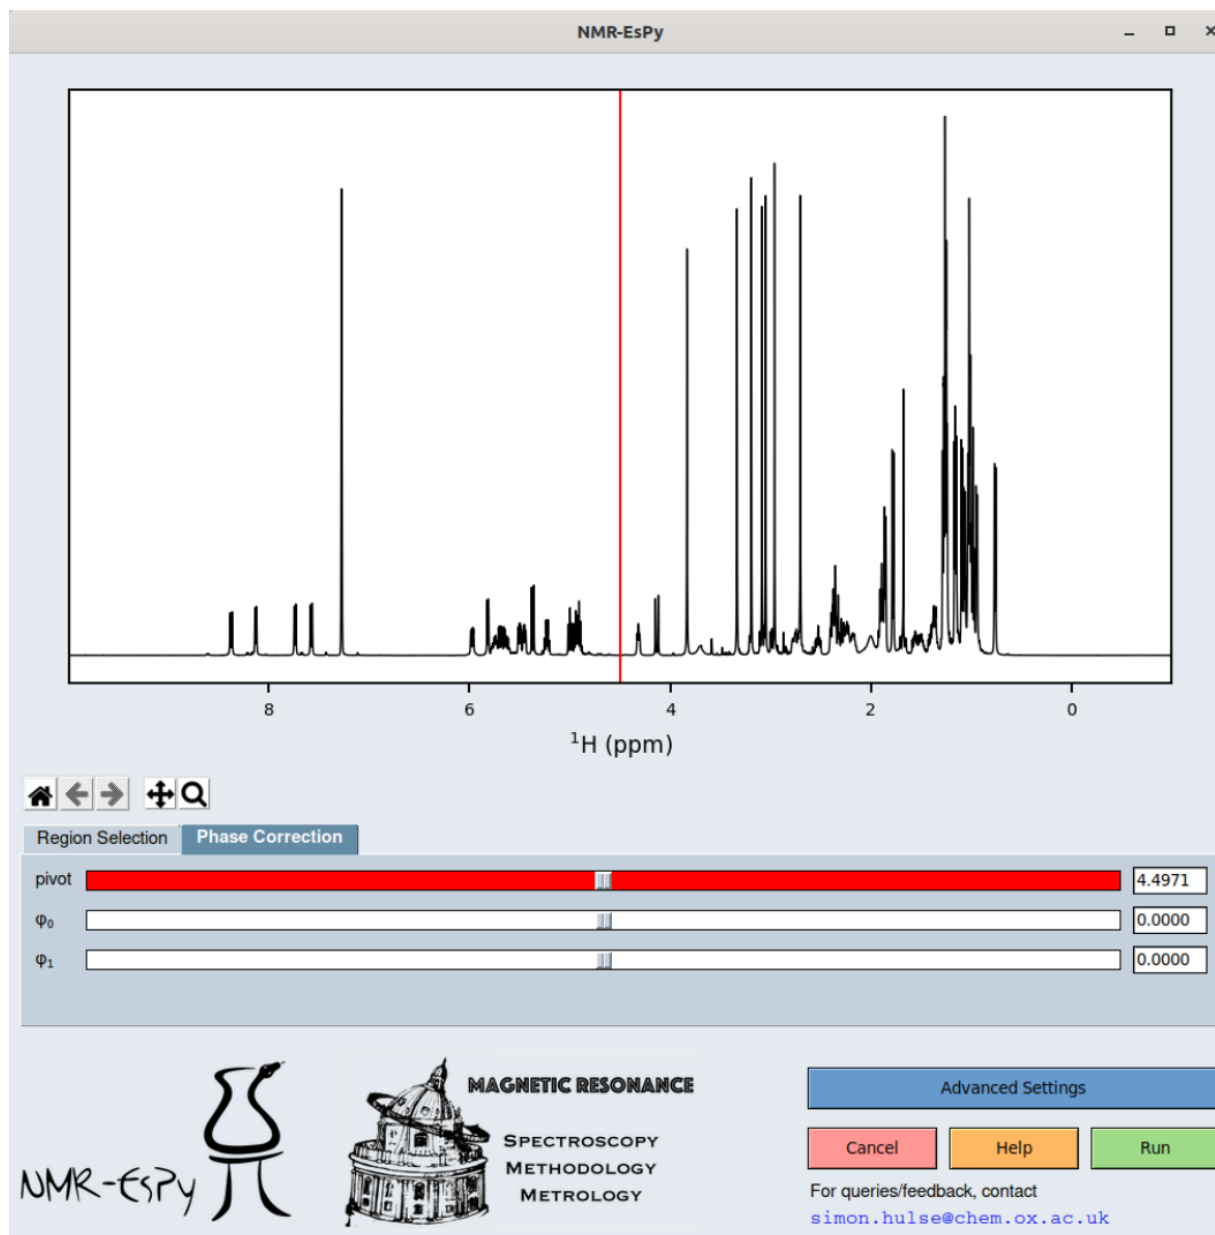 NMR-EsPy
8 6 4 2 0
¹H (ppm)
Region Selection Phase Correction
pivot 4.4971
φ₀ 0.0000
φ₁ 0.0000
NMR-EsPy
MAGNETIC RESONANCE
SPECTROSCOPY
METHODOLOGY
METROLOGY
Advanced Settings
Cancel Help Run
For queries/feedback, contact
simon.hulse@chem.ox.ac.uk